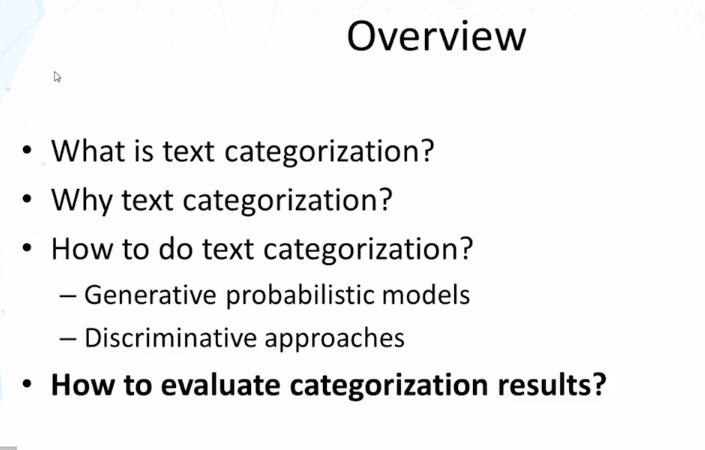 Overview
• What is text categorization?
• Why text categorization?
• How to do text categorization?
– Generative probabilistic models
– Discriminative approaches
• How to evaluate categorization results?